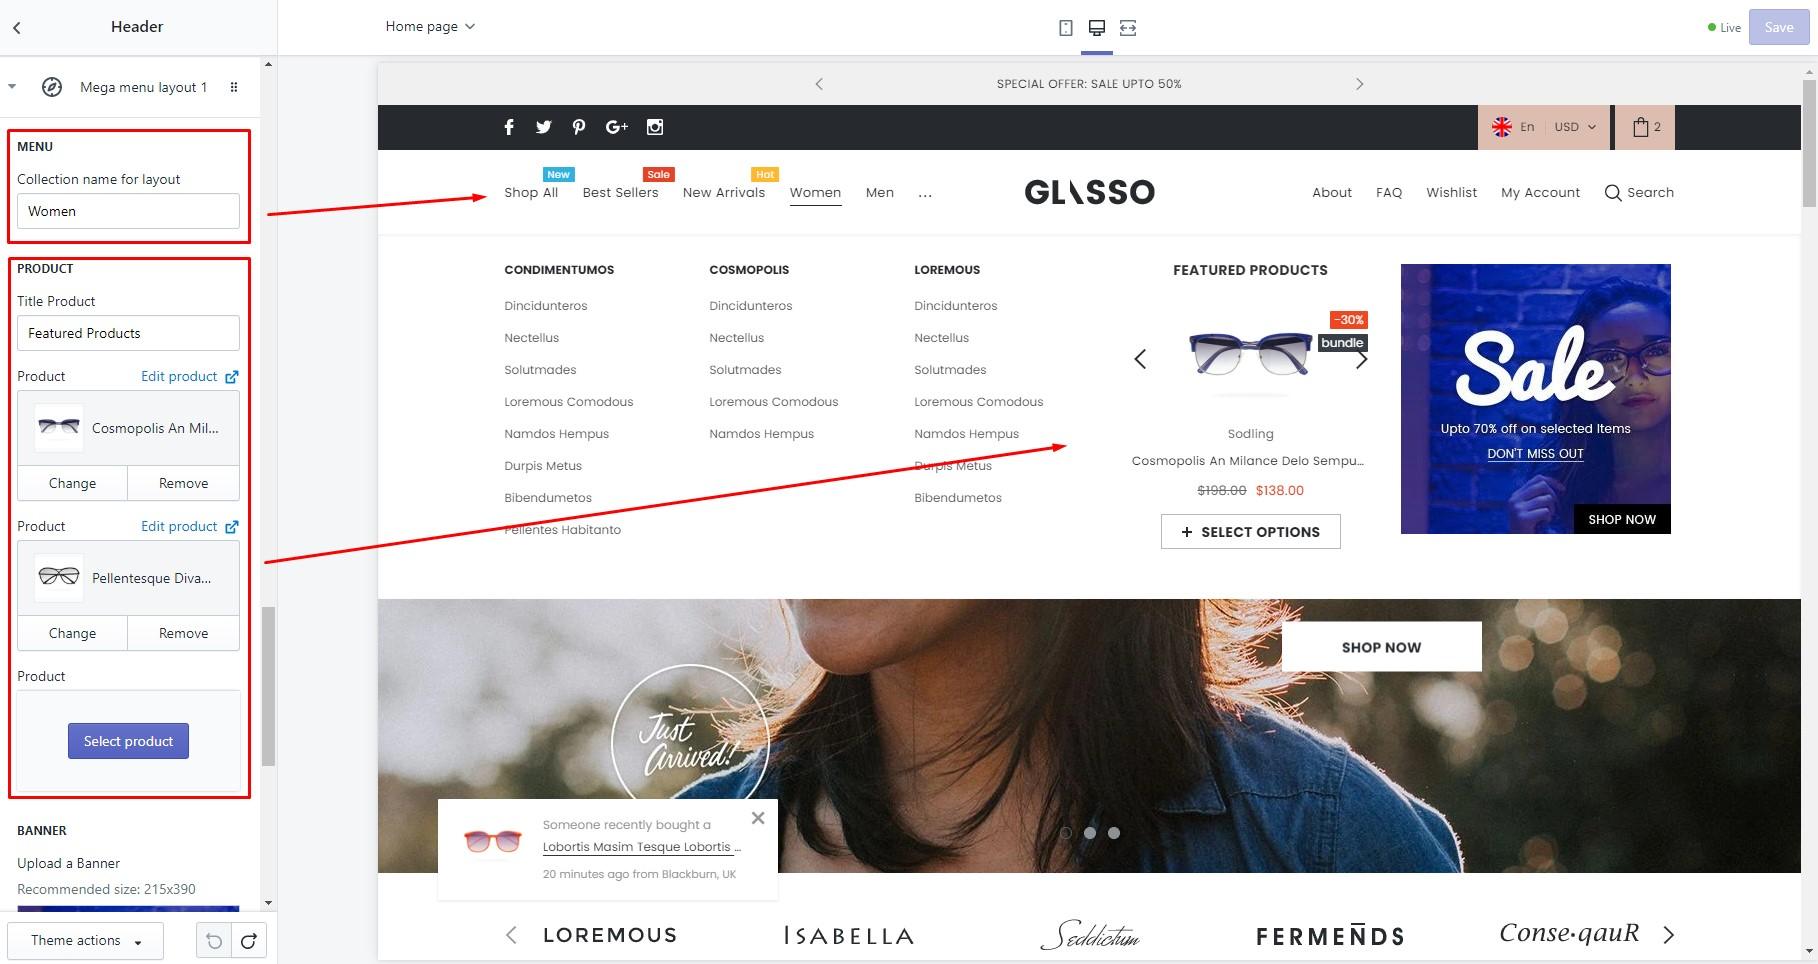 Header
Home page
Live
Save
Mega menu layout 1
MENU
Collection name for layout
Women
PRODUCT
Title Product
Featured Products
Product Edit product
Cosmopolis An Mil...
Change Remove
Product Edit product
Pellentesque Diva...
Change Remove
Product
Select product
BANNER
Upload a Banner
Recommended size: 215x390
Theme actions
SPECIAL OFFER: SALE UPTO 50%
G+
En USD
2
New Sale Hot
Shop All Best Sellers New Arrivals Women Men ...
GLASSO
About FAQ Wishlist My Account Search
CONDIMENTUMOS
Dincidunteros
Nectellus
Solutmades
Loremous Comodous
Namdos Hempus
Durpis Metus
Bibendumetos
Pellentes Habitanto
COSMOPOLIS
Dincidunteros
Nectellus
Solutmades
Loremous Comodous
Namdos Hempus
LOREMOUS
Dincidunteros
Nectellus
Solutmades
Loremous Comodous
Namdos Hempus
Durpis Metus
Bibendumetos
FEATURED PRODUCTS
-30%
bundle
Sodling
Cosmopolis An Milance Delo Sempu...
$198.00 $138.00
+ SELECT OPTIONS
Sale
Upto 70% off on selected Items
DON'T MISS OUT
SHOP NOW
SHOP NOW
Just
Arrived!
Someone recently bought a
Lobortis Masim Tesque Lobortis ...
20 minutes ago from Blackburn, UK
LOREMOUS ISABELLA Seddictum FERMEÑDS Conse·qauR